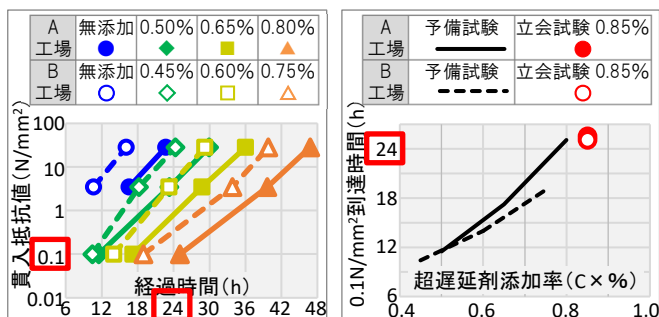 A
工場
無添加 0.50% 0.65% 0.80%
B
工場
無添加 0.45% 0.60% 0.75%
貫入抵抗値(N/mm²)
100
10
1
0.1
0.01
6 12 18 24 30 36 42 48
経過時間(h)
A
工場
予備試験 立会試験 0.85%
B
工場
予備試験 立会試験 0.85%
0.1N/mm²到達時間(h)
24
18
12
6
0.4 0.6 0.8 1.0
超遅延剤添加率(C×%)